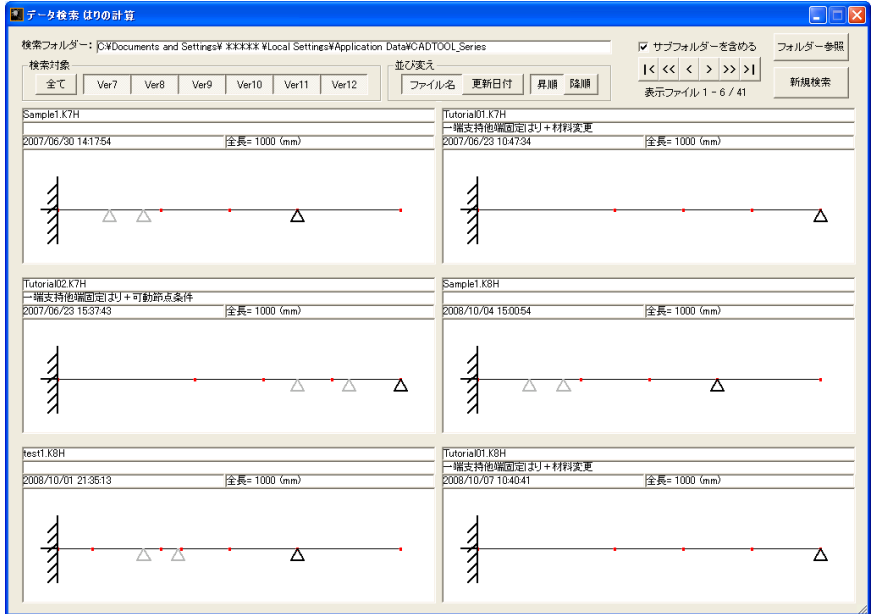 データ検索 はりの計算
検索フォルダー： C:¥Documents and Settings¥ ***** ¥Local Settings¥Application Data¥CADTOOL_Series
サブフォルダーを含める
フォルダー参照
検索対象
並び変え
全て Ver7 Ver8 Ver9 Ver10 Ver11 Ver12
ファイル名 更新日付 昇順 降順
|< << < > >> >|
新規検索
表示ファイル 1 - 6 / 41
Sample1.K7H
2007/06/30 14:17:54 全長= 1000 (mm)
Tutorial01.K7H
一端支持他端固定はり＋材料変更
2007/06/23 10:47:34 全長= 1000 (mm)
Tutorial02.K7H
一端支持他端固定はり＋可動節点条件
2007/06/23 15:37:43 全長= 1000 (mm)
Sample1.K8H
2008/10/04 15:00:54 全長= 1000 (mm)
test1.K8H
2008/10/01 21:35:13 全長= 1000 (mm)
Tutorial01.K8H
一端支持他端固定はり＋材料変更
2008/10/07 10:40:41 全長= 1000 (mm)